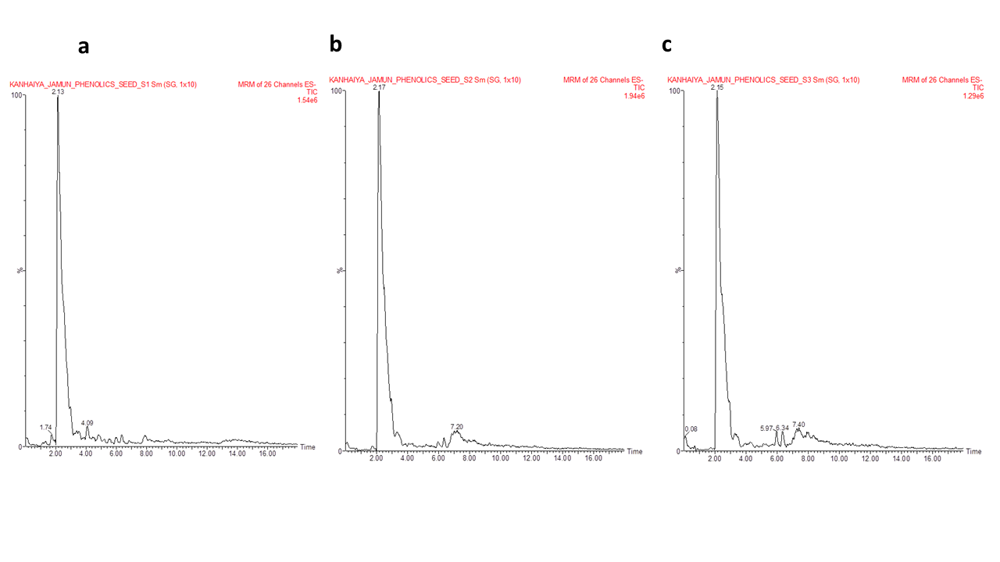 a
KANHAIYA_JAMUN_PHENOLICS_SEED_S1 Sm (SG, 1x10)
MRM of 26 Channels ES-
TIC
1.54e6
100
2.13
%
1.74
4.09
0
2.00 4.00 6.00 8.00 10.00 12.00 14.00 16.00
Time
b
KANHAIYA_JAMUN_PHENOLICS_SEED_S2 Sm (SG, 1x10)
MRM of 26 Channels ES-
TIC
1.94e6
100
2.17
%
7.20
0
2.00 4.00 6.00 8.00 10.00 12.00 14.00 16.00
Time
c
KANHAIYA_JAMUN_PHENOLICS_SEED_S3 Sm (SG, 1x10)
MRM of 26 Channels ES-
TIC
1.29e6
100
2.15
%
0.08
5.97
6.34
7.40
0
2.00 4.00 6.00 8.00 10.00 12.00 14.00 16.00
Time